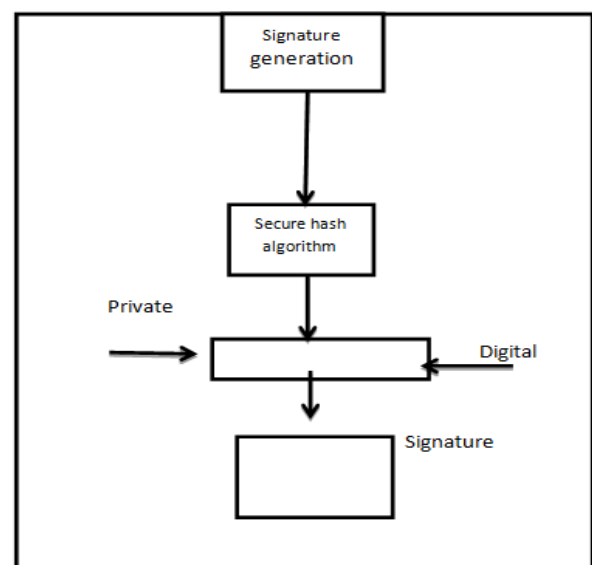 Signature
generation
Secure hash
algorithm
Private
Digital
Signature